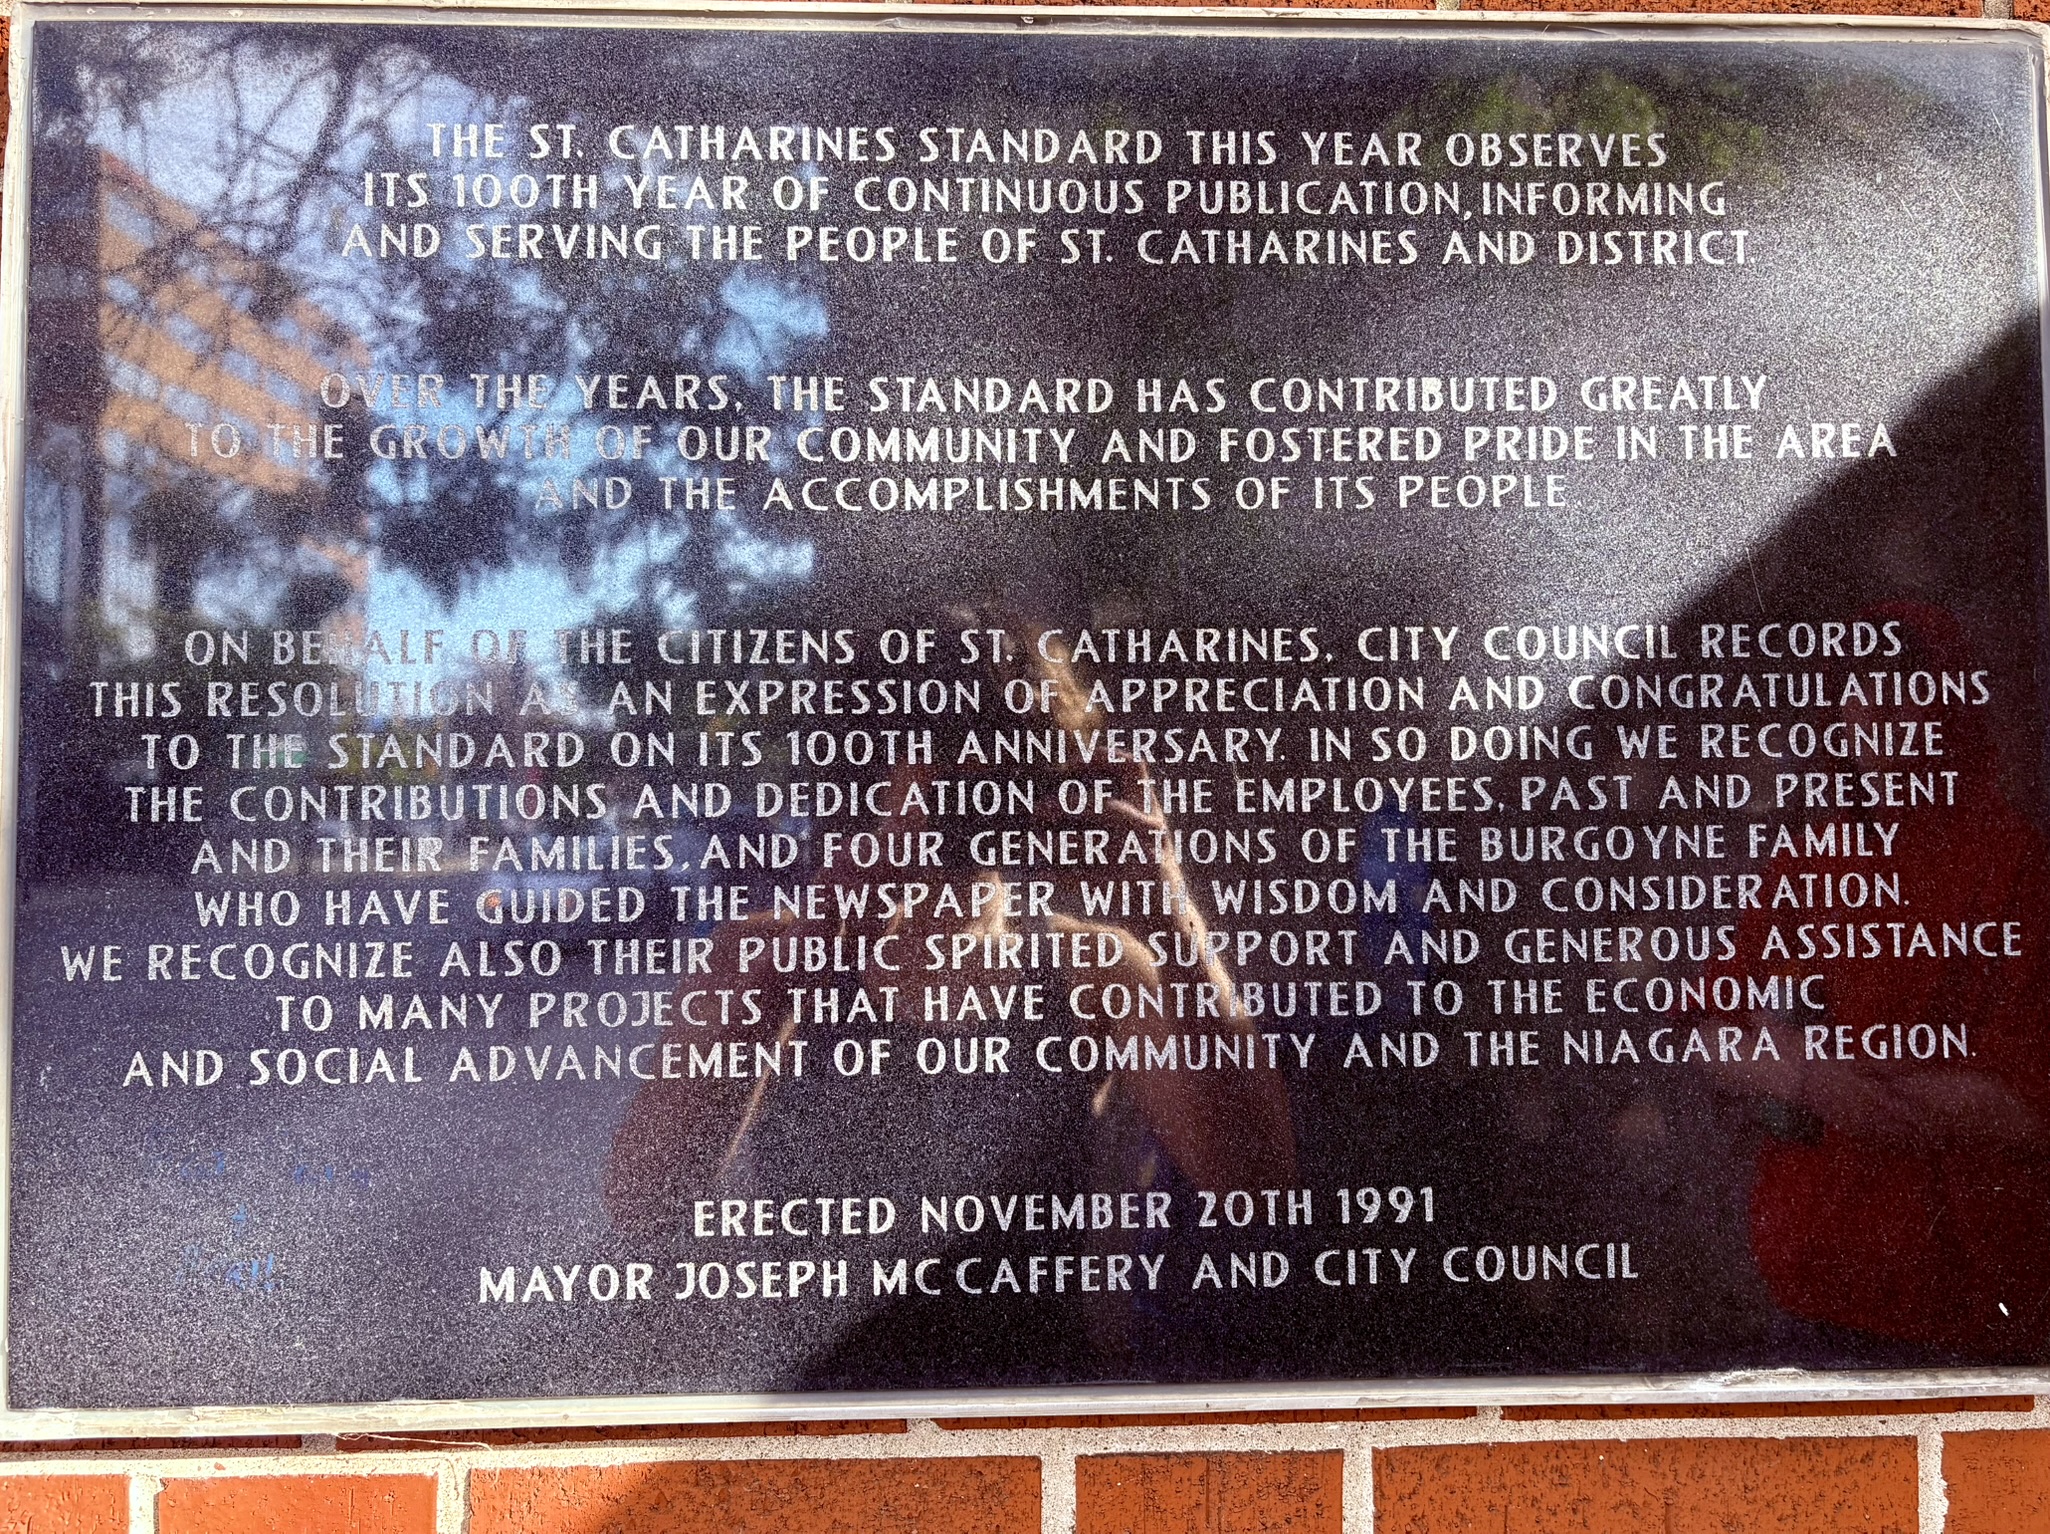 THE ST. CATHARINES STANDARD THIS YEAR OBSERVES
ITS 100TH YEAR OF CONTINUOUS PUBLICATION, INFORMING
AND SERVING THE PEOPLE OF ST. CATHARINES AND DISTRICT.
OVER THE YEARS, THE STANDARD HAS CONTRIBUTED GREATLY
TO THE GROWTH OF OUR COMMUNITY AND FOSTERED PRIDE IN THE AREA
AND THE ACCOMPLISHMENTS OF ITS PEOPLE.
ON BEHALF OF THE CITIZENS OF ST. CATHARINES, CITY COUNCIL RECORDS
THIS RESOLUTION AS AN EXPRESSION OF APPRECIATION AND CONGRATULATIONS
TO THE STANDARD ON ITS 100TH ANNIVERSARY. IN SO DOING WE RECOGNIZE
THE CONTRIBUTIONS AND DEDICATION OF THE EMPLOYEES, PAST AND PRESENT
AND THEIR FAMILIES, AND FOUR GENERATIONS OF THE BURGOYNE FAMILY
WHO HAVE GUIDED THE NEWSPAPER WITH WISDOM AND CONSIDERATION.
WE RECOGNIZE ALSO THEIR PUBLIC SPIRITED SUPPORT AND GENEROUS ASSISTANCE
TO MANY PROJECTS THAT HAVE CONTRIBUTED TO THE ECONOMIC
AND SOCIAL ADVANCEMENT OF OUR COMMUNITY AND THE NIAGARA REGION.
ERECTED NOVEMBER 20TH 1991
MAYOR JOSEPH MCCAFFERY AND CITY COUNCIL